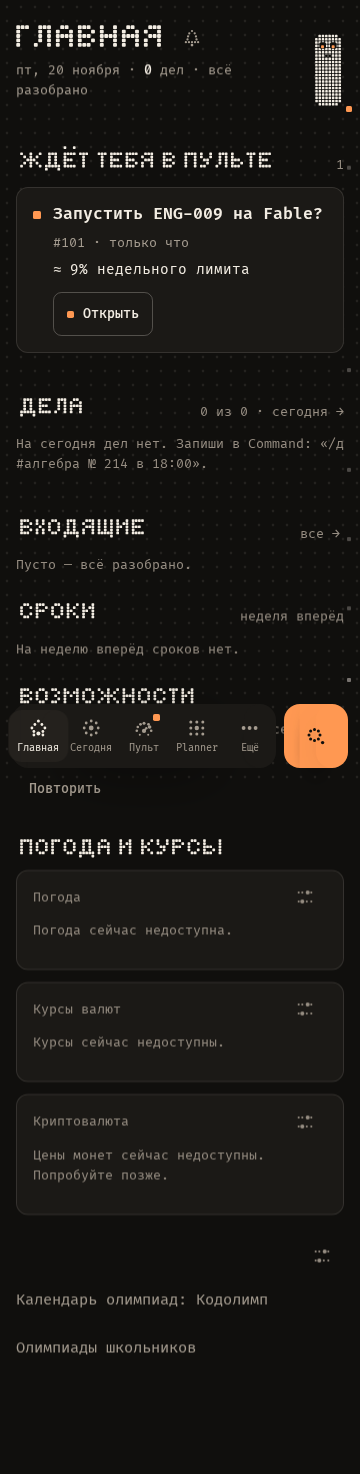 ГЛАВНАЯ
пт, 20 ноября · 0 дел · всё
разобрано
ЖДЁТ ТЕБЯ В ПУЛЬТЕ
1
Запустить ENG-009 на Fable?
#101 · только что
≈ 9% недельного лимита
Открыть
ДЕЛА
0 из 0 · сегодня →
На сегодня дел нет. Запиши в Command: «/д
#алгебра № 214 в 18:00».
ВХОДЯЩИЕ
все →
Пусто — всё разобрано.
СРОКИ
неделя вперёд
На неделю вперёд сроков нет.
ВОЗМОЖНОСТИ
Главная
Сегодня
Пульт
Planner
Ещё
Повторить
ПОГОДА И КУРСЫ
Погода
Погода сейчас недоступна.
Курсы валют
Курсы сейчас недоступны.
Криптовалюта
Цены монет сейчас недоступны.
Попробуйте позже.
Календарь олимпиад: Кодолимп
Олимпиады школьников